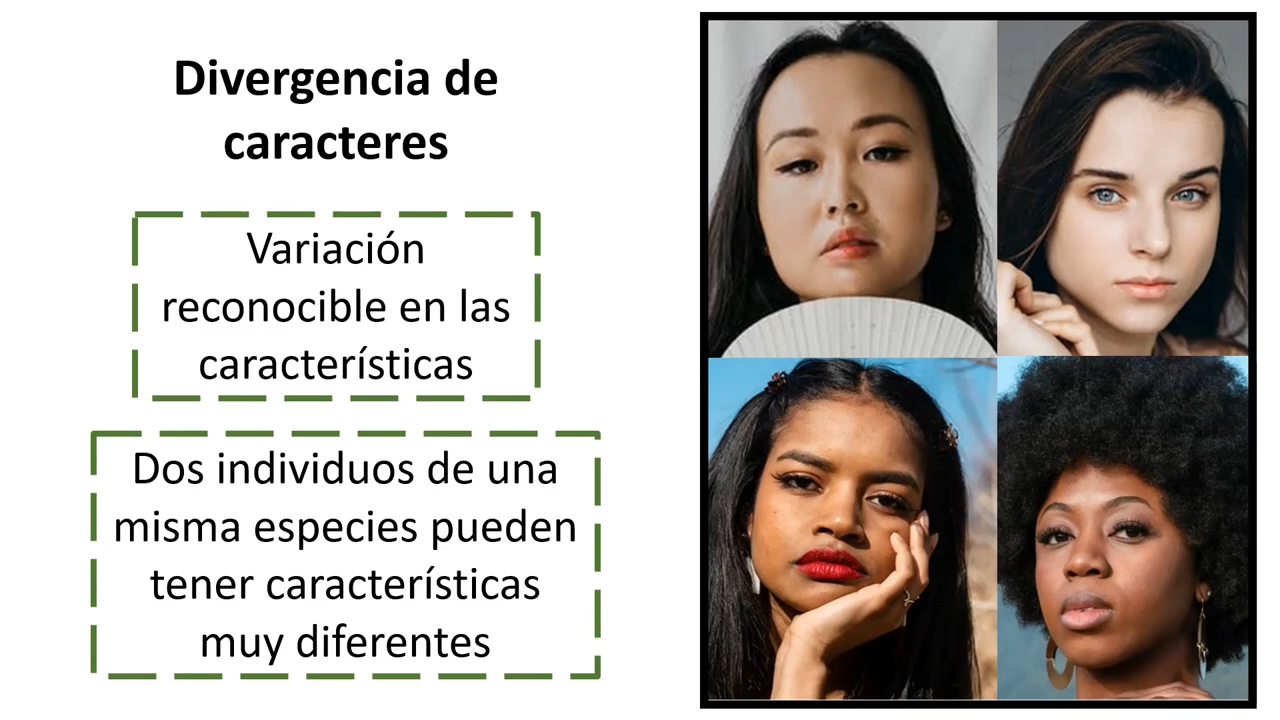 Divergencia de
caracteres
Variación
reconocible en las
características
Dos individuos de una
misma especies pueden
tener características
muy diferentes